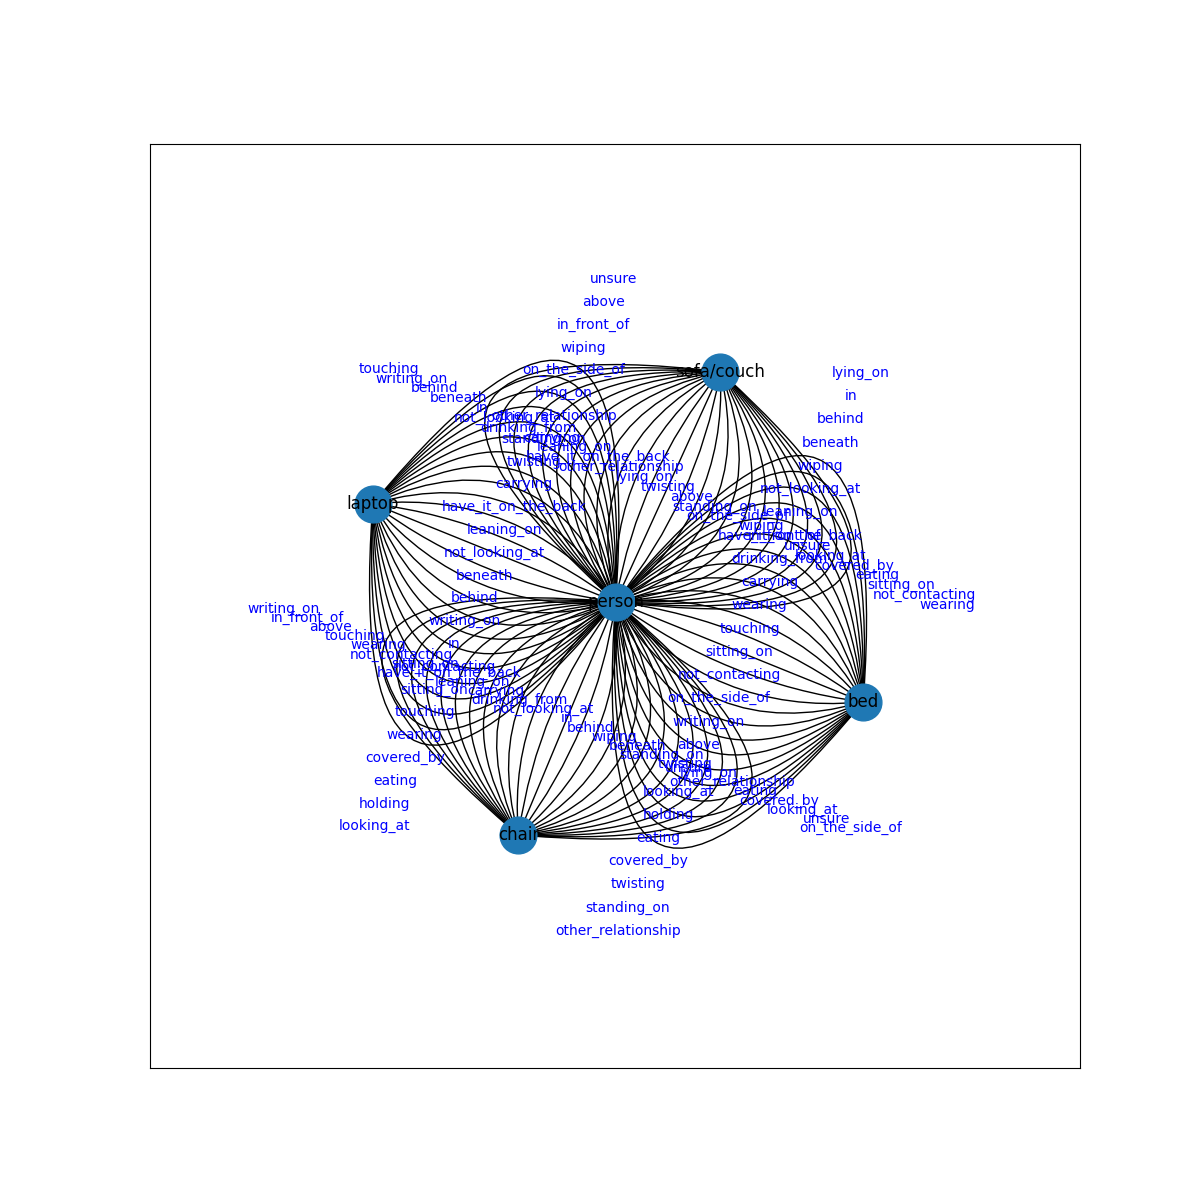 unsure
above
in_front_of
wiping
touching
on_the_side_of
sofa/couch
lying_on
writing_on
behind
lying_on
in
beneath
in
not_looking_at
other_relationship
behind
drinking_from
standing_on
leaning_on
beneath
have_it_on_the_back
twisting
other_relationship
wiping
lying_on
carrying
twisting
not_looking_at
above
laptop
have_it_on_the_back
standing_on
on_the_side_of
leaning_on
leaning_on
wiping
unsure
not_looking_at
drinking_from
looking_at
covered_by
beneath
carrying
eating
sitting_on
behind
person
wearing
not_contacting
wearing
writing_on
in_front_of
above
writing_on
touching
touching
wearing
in
sitting_on
not_contacting
sitting_on
not_contacting
have_it_on_the_back
not_contacting
leaning_on
sitting_on
carrying
drinking_from
on_the_side_of
bed
touching
not_looking_at
in
behind
writing_on
wearing
wiping
beneath
above
covered_by
standing_on
twisting
lying_on
eating
other_relationship
holding
looking_at
eating
covered_by
looking_at
looking_at
holding
unsure
on_the_side_of
chair
eating
covered_by
twisting
standing_on
other_relationship